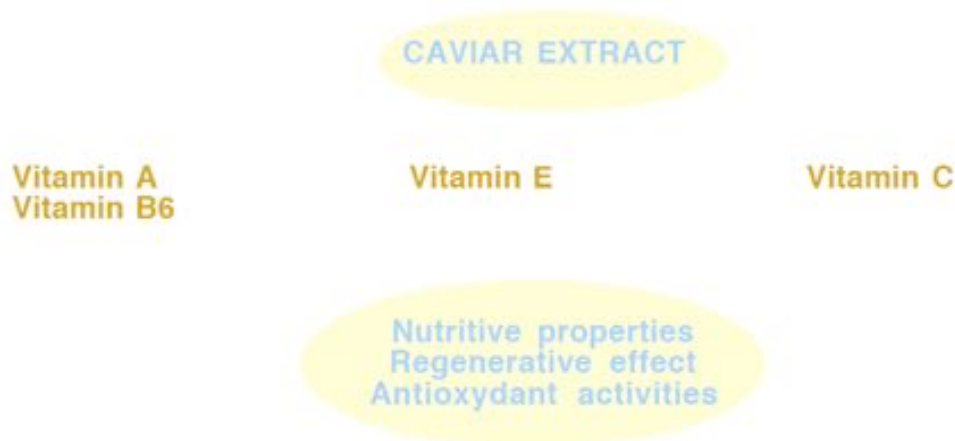 CAVIAR EXTRACT
Vitamin A Vitamin E Vitamin C
Vitamin B6
Nutritive properties
Regenerative effect
Antioxydant activities